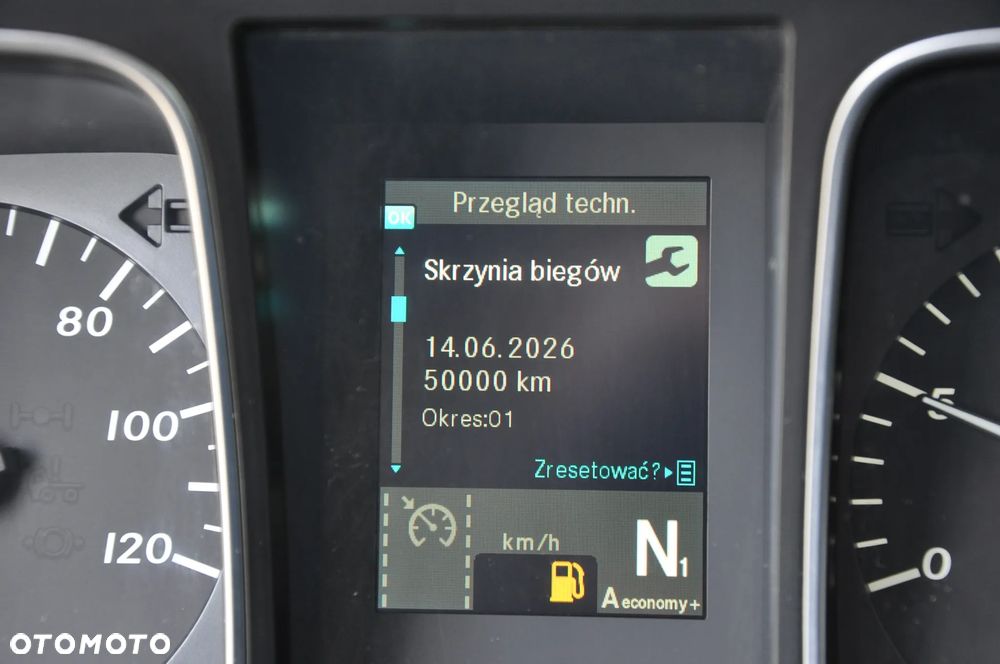 Przegląd techn.
OK
Skrzynia biegów
14.06.2026
50000 km
Okres:01
Zresetować?
km/h
N1
A economy+
80
100
120
5
0
OTOMOTO